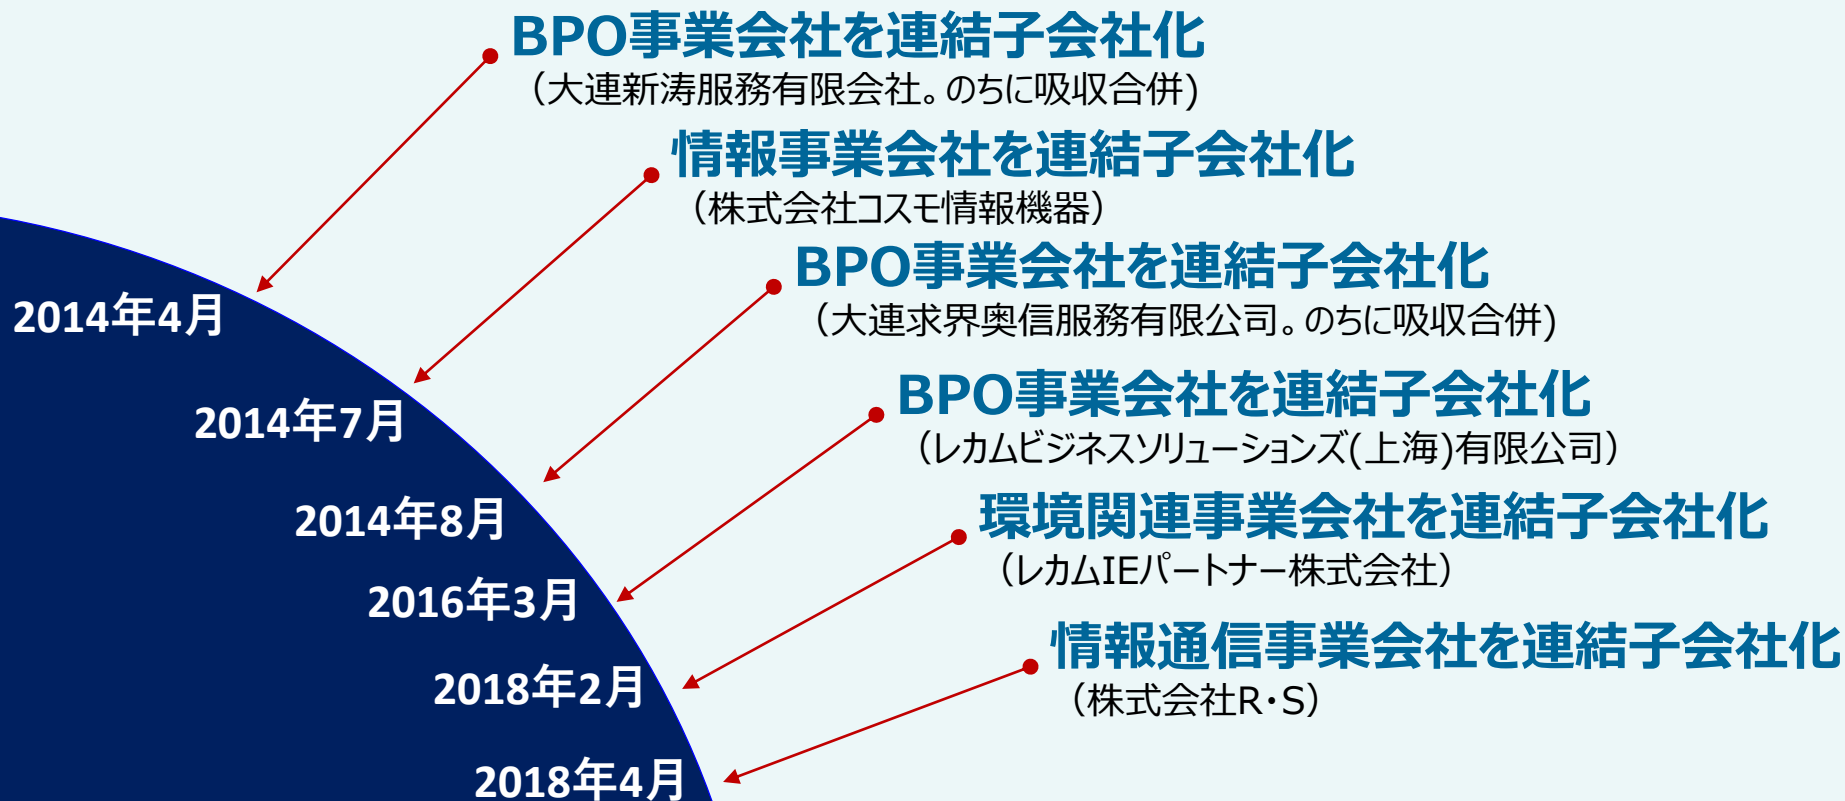 BPO事業会社を連結子会社化
（大連新涛服務有限会社。のちに吸収合併)
2014年4月
情報事業会社を連結子会社化
（株式会社コスモ情報機器）
2014年7月
BPO事業会社を連結子会社化
（大連求界奥信服務有限公司。のちに吸収合併)
2014年8月
BPO事業会社を連結子会社化
（レカムビジネスソリューションズ(上海)有限公司）
2016年3月
環境関連事業会社を連結子会社化
（レカムIEパートナー株式会社）
2018年2月
情報通信事業会社を連結子会社化
（株式会社R・S）
2018年4月